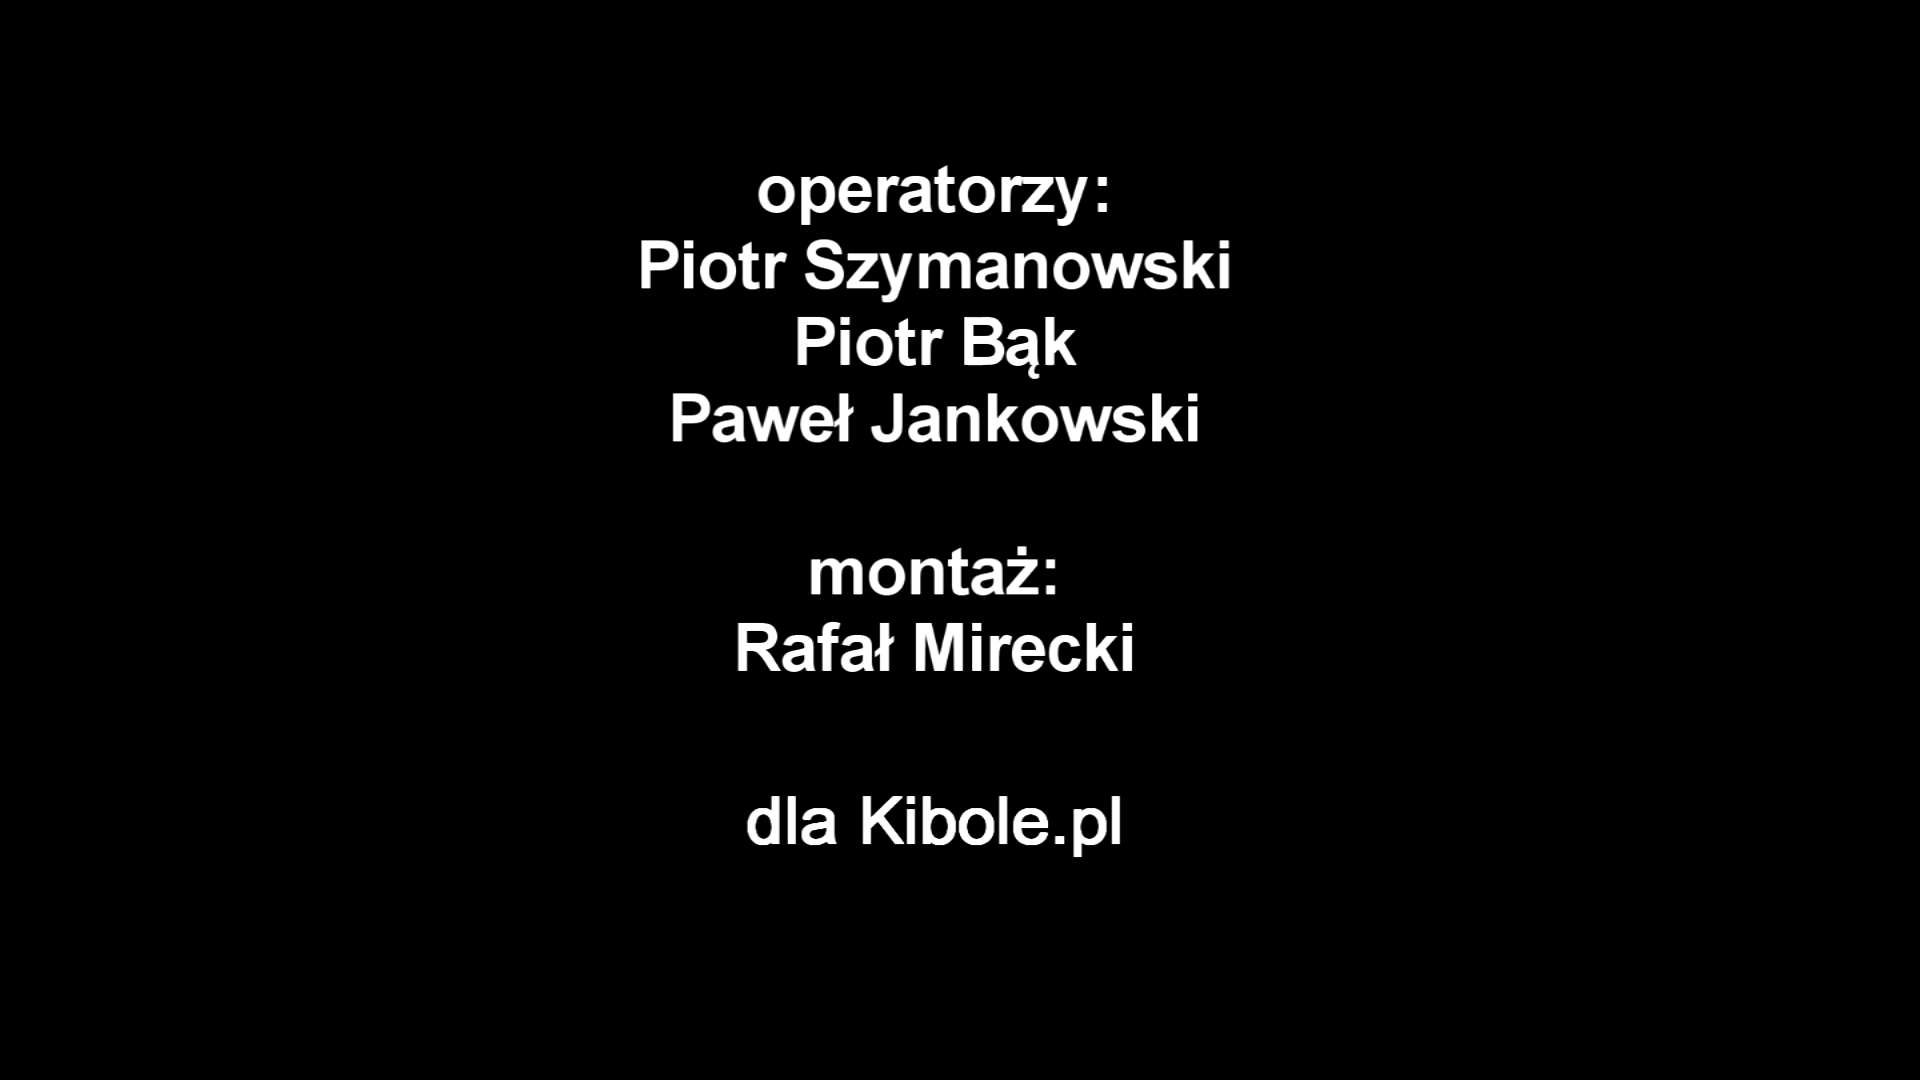 operatorzy:
Piotr Szymanowski
Piotr Bąk
Paweł Jankowski
montaż:
Rafał Mirecki
dla Kibole.pl